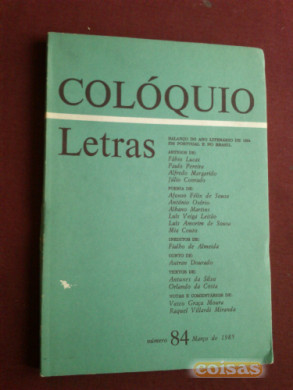 COLÓQUIO
Letras
BALANÇO DO ANO LITERÁRIO DE 1984
EM PORTUGAL E NO BRASIL
ARTIGOS DE:
Fábio Lucas
Paula Morão
Alfredo Margarido
Júlio Conrado
POEMAS DE:
Afonso Félix de Sousa
António Osório
Albano Martins
Luís Veiga Leitão
Luís Amorim de Sousa
Mia Couto
INÉDITOS DE:
Fialho de Almeida
CONTO DE:
Autran Dourado
TEXTOS DE:
Antunes da Silva
Orlando da Costa
NOTAS E COMENTÁRIOS DE:
Vasco Graça Moura
Raquel Villardi Miranda
número 84 Março de 1985
coisas